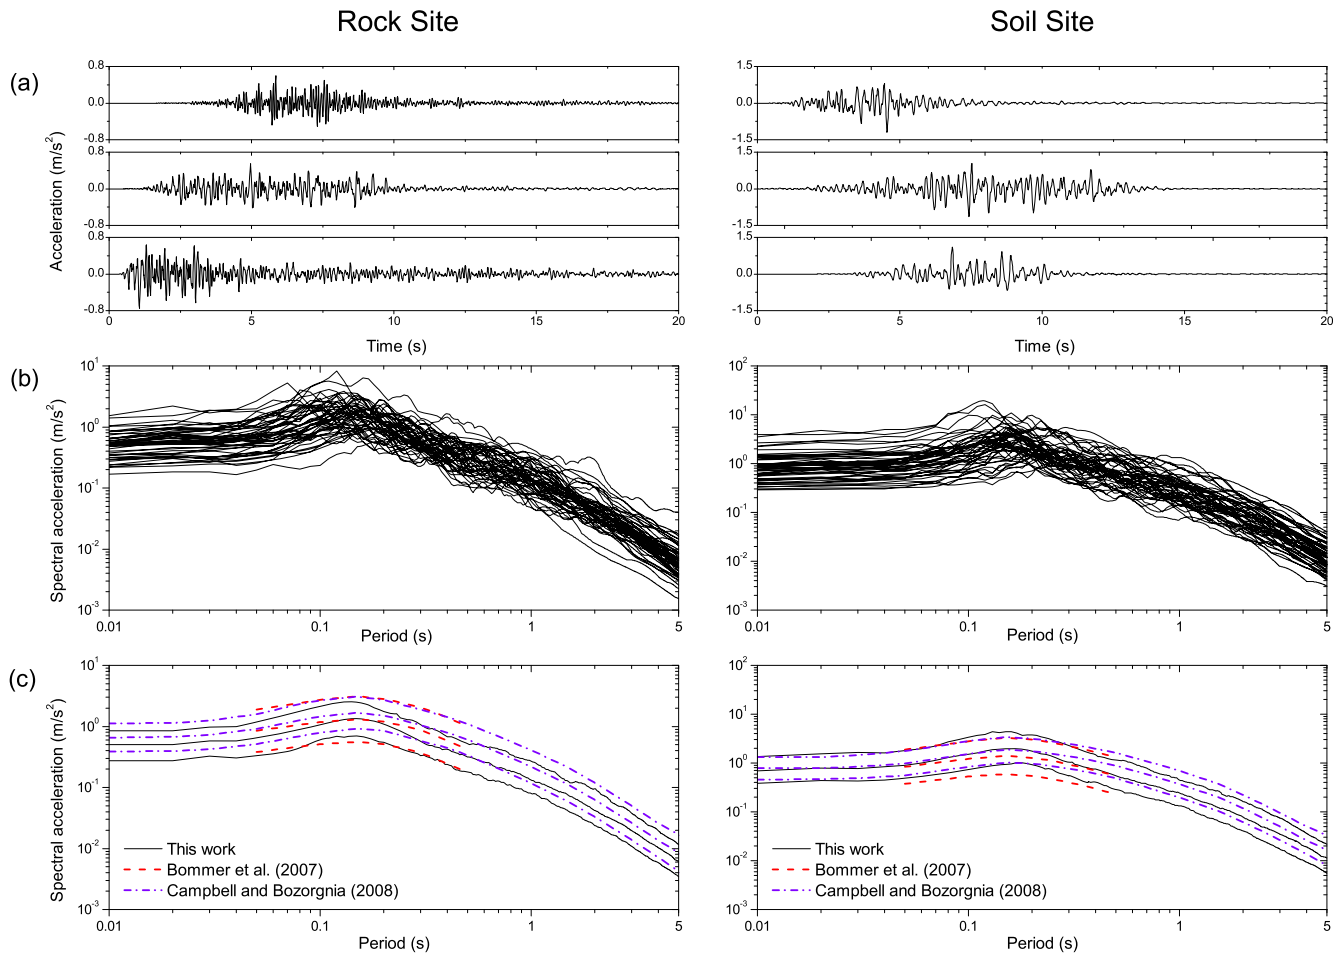 Rock Site Soil Site
(a)
0.8 1.5
0.0 0.0
-0.8 -1.5
0.8 1.5
0.0 0.0
-0.8 -1.5
0.8 1.5
0.0 0.0
-0.8 -1.5
Acceleration (m/s²)
0 5 10 15 20 0 5 10 15 20
Time (s) Time (s)
(b)
10¹ 10²
10⁰ 10¹
10⁻¹ 10⁰
10⁻² 10⁻¹
10⁻³ 10⁻²
10⁻³
Spectral acceleration (m/s²)
0.01 0.1 1 5 0.01 0.1 1 5
Period (s) Period (s)
(c)
10¹ 10²
10⁰ 10¹
10⁻¹ 10⁰
10⁻² 10⁻¹
10⁻³ 10⁻²
10⁻³
Spectral acceleration (m/s²)
This work This work
Bommer et al. (2007) Bommer et al. (2007)
Campbell and Bozorgnia (2008) Campbell and Bozorgnia (2008)
0.01 0.1 1 5 0.01 0.1 1 5
Period (s) Period (s)